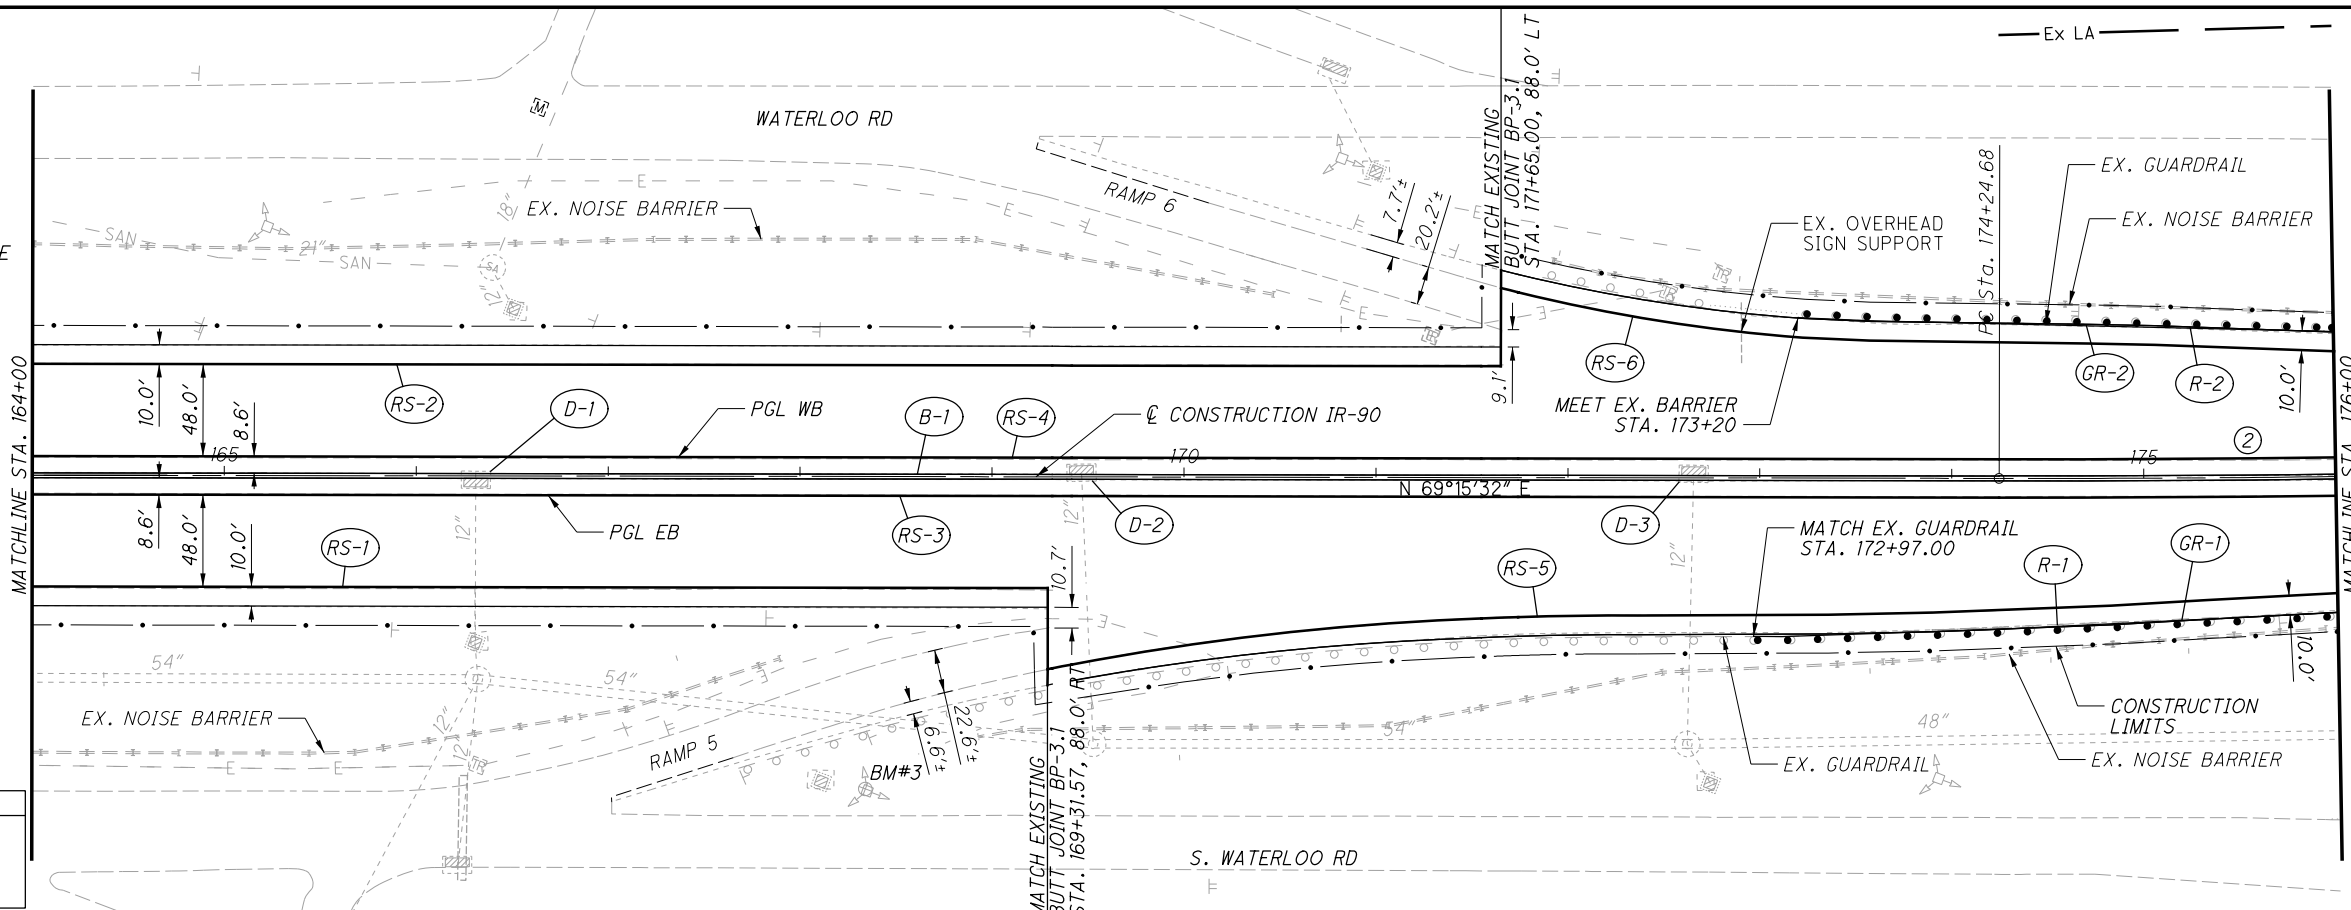 Ex LA
WATERLOO RD
M
EX. NOISE BARRIER
SAN
21"
SAN
SA
18"
12"
E
E
RAMP 6
7.7'±
20.2'±
MATCH EXISTING
BUTT JOINT BP-3.1
STA. 171+65.00, 88.0' LT
E
E
E
TR
TR
EX. OVERHEAD
SIGN SUPPORT
PC Sta. 174+24.68
EX. GUARDRAIL
EX. NOISE BARRIER
E
MATCHLINE STA. 164+00
10.0'
48.0'
8.6'
RS-2
D-1
PGL WB
B-1
RS-4
℄ CONSTRUCTION IR-90
9.1'
RS-6
MEET EX. BARRIER
STA. 173+20
GR-2
R-2
10.0'
2
165
170
175
N 69°15'32" E
MATCHLINE STA. 176+00
8.6'
48.0'
10.0'
RS-1
12"
PGL EB
RS-3
12"
D-2
D-3
12"
MATCH EX. GUARDRAIL
STA. 172+97.00
R-1
GR-1
10.7'
RS-5
10.0'
E
E
54"
54"
12"
12"
EX. NOISE BARRIER
E
E
TR
RAMP 5
22.6'±
6.6'±
BM#3
MATCH EXISTING
BUTT JOINT BP-3.1
STA. 169+31.57, 88.0' RT
54"
48"
CONSTRUCTION
LIMITS
EX. GUARDRAIL
EX. NOISE BARRIER
S. WATERLOO RD